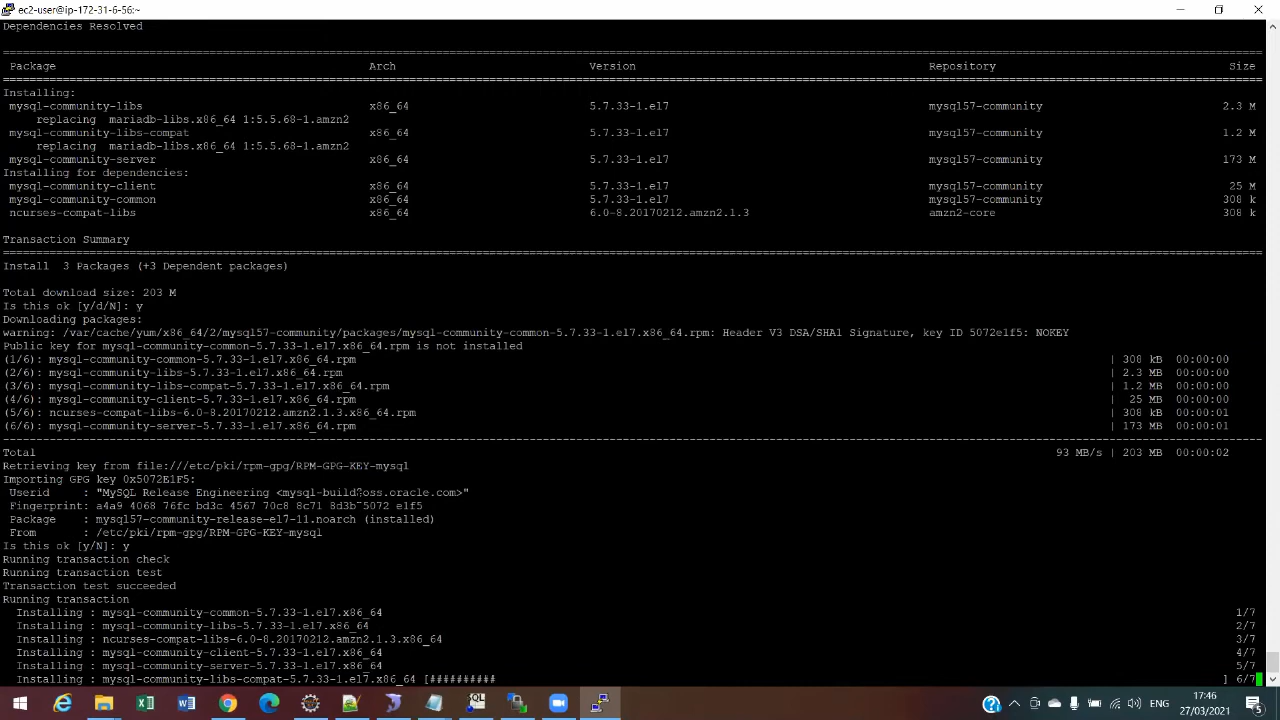 ec2-user@ip-172-31-6-56:~
Dependencies Resolved
Package Arch Version Repository Size
Installing:
mysql-community-libs x86_64 5.7.33-1.el7 mysql57-community 2.3 M
replacing mariadb-libs.x86_64 1:5.5.68-1.amzn2
mysql-community-libs-compat x86_64 5.7.33-1.el7 mysql57-community 1.2 M
replacing mariadb-libs.x86_64 1:5.5.68-1.amzn2
mysql-community-server x86_64 5.7.33-1.el7 mysql57-community 173 M
Installing for dependencies:
mysql-community-client x86_64 5.7.33-1.el7 mysql57-community 25 M
mysql-community-common x86_64 5.7.33-1.el7 mysql57-community 308 k
ncurses-compat-libs x86_64 6.0-8.20170212.amzn2.1.3 amzn2-core 308 k
Transaction Summary
Install 3 Packages (+3 Dependent packages)
Total download size: 203 M
Is this ok [y/d/N]: y
Downloading packages:
warning: /var/cache/yum/x86_64/2/mysql57-community/packages/mysql-community-common-5.7.33-1.el7.x86_64.rpm: Header V3 DSA/SHA1 Signature, key ID 5072e1f5: NOKEY
Public key for mysql-community-common-5.7.33-1.el7.x86_64.rpm is not installed
(1/6): mysql-community-common-5.7.33-1.el7.x86_64.rpm | 308 kB 00:00:00
(2/6): mysql-community-libs-5.7.33-1.el7.x86_64.rpm | 2.3 MB 00:00:00
(3/6): mysql-community-libs-compat-5.7.33-1.el7.x86_64.rpm | 1.2 MB 00:00:00
(4/6): mysql-community-client-5.7.33-1.el7.x86_64.rpm | 25 MB 00:00:00
(5/6): ncurses-compat-libs-6.0-8.20170212.amzn2.1.3.x86_64.rpm | 308 kB 00:00:01
(6/6): mysql-community-server-5.7.33-1.el7.x86_64.rpm | 173 MB 00:00:01
Total 93 MB/s | 203 MB 00:00:02
Retrieving key from file:///etc/pki/rpm-gpg/RPM-GPG-KEY-mysql
Importing GPG key 0x5072E1F5:
Userid : "MySQL Release Engineering <mysql-build@oss.oracle.com>"
Fingerprint: a4a9 4068 76fc bd3c 4567 70c8 8c71 8d3b 5072 e1f5
Package : mysql57-community-release-el7-11.noarch (installed)
From : /etc/pki/rpm-gpg/RPM-GPG-KEY-mysql
Is this ok [y/N]: y
Running transaction check
Running transaction test
Transaction test succeeded
Running transaction
Installing : mysql-community-common-5.7.33-1.el7.x86_64 1/7
Installing : mysql-community-libs-5.7.33-1.el7.x86_64 2/7
Installing : ncurses-compat-libs-6.0-8.20170212.amzn2.1.3.x86_64 3/7
Installing : mysql-community-client-5.7.33-1.el7.x86_64 4/7
Installing : mysql-community-server-5.7.33-1.el7.x86_64 5/7
Installing : mysql-community-libs-compat-5.7.33-1.el7.x86_64 [########## ] 6/7
ENG
17:46
27/03/2021